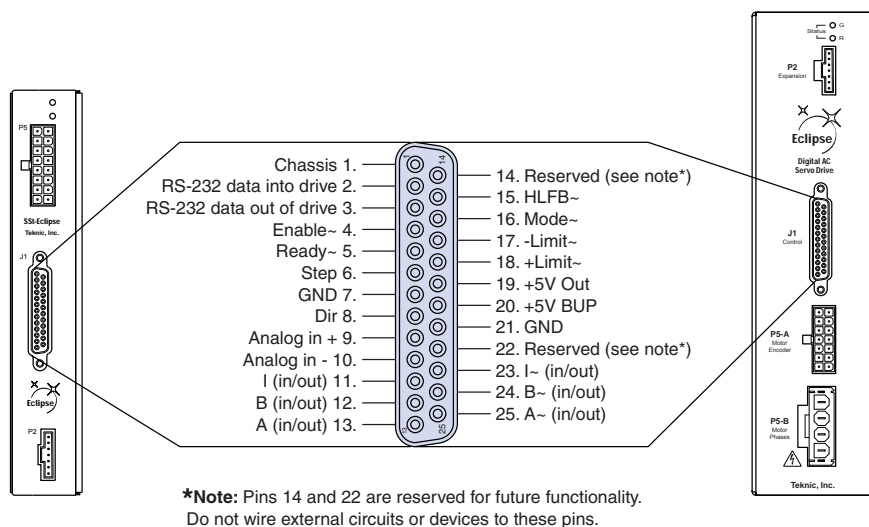 P5
SSt-Eclipse
Teknic, Inc.
J1
Eclipse
P2
1
14
13
25
Chassis 1.
RS-232 data into drive 2.
RS-232 data out of drive 3.
Enable~ 4.
Ready~ 5.
Step 6.
GND 7.
Dir 8.
Analog in + 9.
Analog in - 10.
I (in/out) 11.
B (in/out) 12.
A (in/out) 13.
14. Reserved (see note*)
15. HLFB~
16. Mode~
17. -Limit~
18. +Limit~
19. +5V Out
20. +5V BUP
21. GND
22. Reserved (see note*)
23. I~ (in/out)
24. B~ (in/out)
25. A~ (in/out)
Status G
R
P2
Expansion
Eclipse
Digital AC
Servo Drive
J1
Control
P5-A
Motor
Encoder
P5-B
Motor
Phases
Teknic, Inc.
*Note: Pins 14 and 22 are reserved for future functionality.
Do not wire external circuits or devices to these pins.